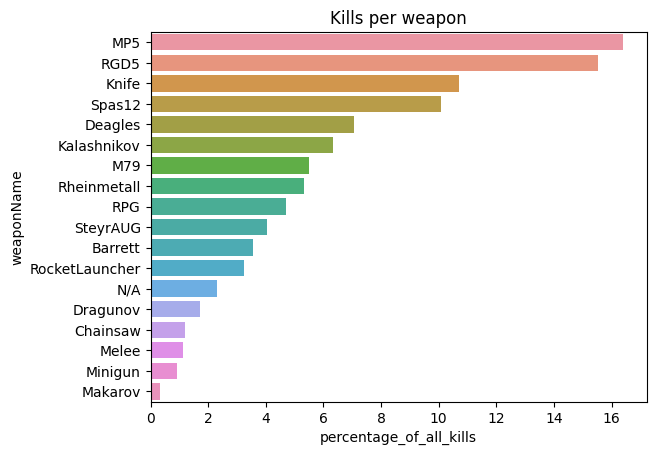 Kills per weapon
MP5
RGD5
Knife
Spas12
Deagles
Kalashnikov
M79
Rheinmetall
RPG
SteyrAUG
Barrett
RocketLauncher
N/A
Dragunov
Chainsaw
Melee
Minigun
Makarov
weaponName
0 2 4 6 8 10 12 14 16
percentage_of_all_kills